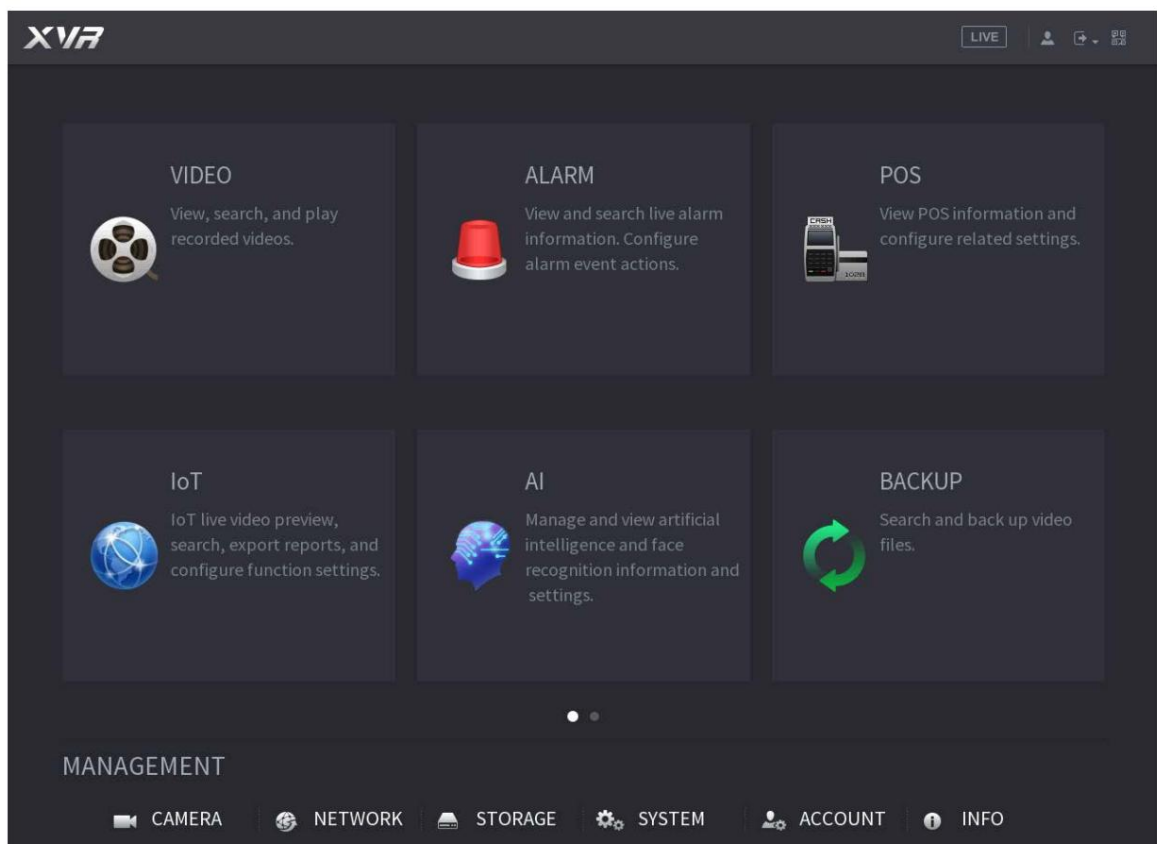 XVR
LIVE
VIDEO
View, search, and play
recorded videos.
ALARM
View and search live alarm
information. Configure
alarm event actions.
POS
View POS information and
configure related settings.
CASH
IoT
IoT live video preview,
search, export reports, and
configure function settings.
AI
Manage and view artificial
intelligence and face
recognition information and
settings.
BACKUP
Search and back up video
files.
MANAGEMENT
CAMERA NETWORK STORAGE SYSTEM ACCOUNT INFO